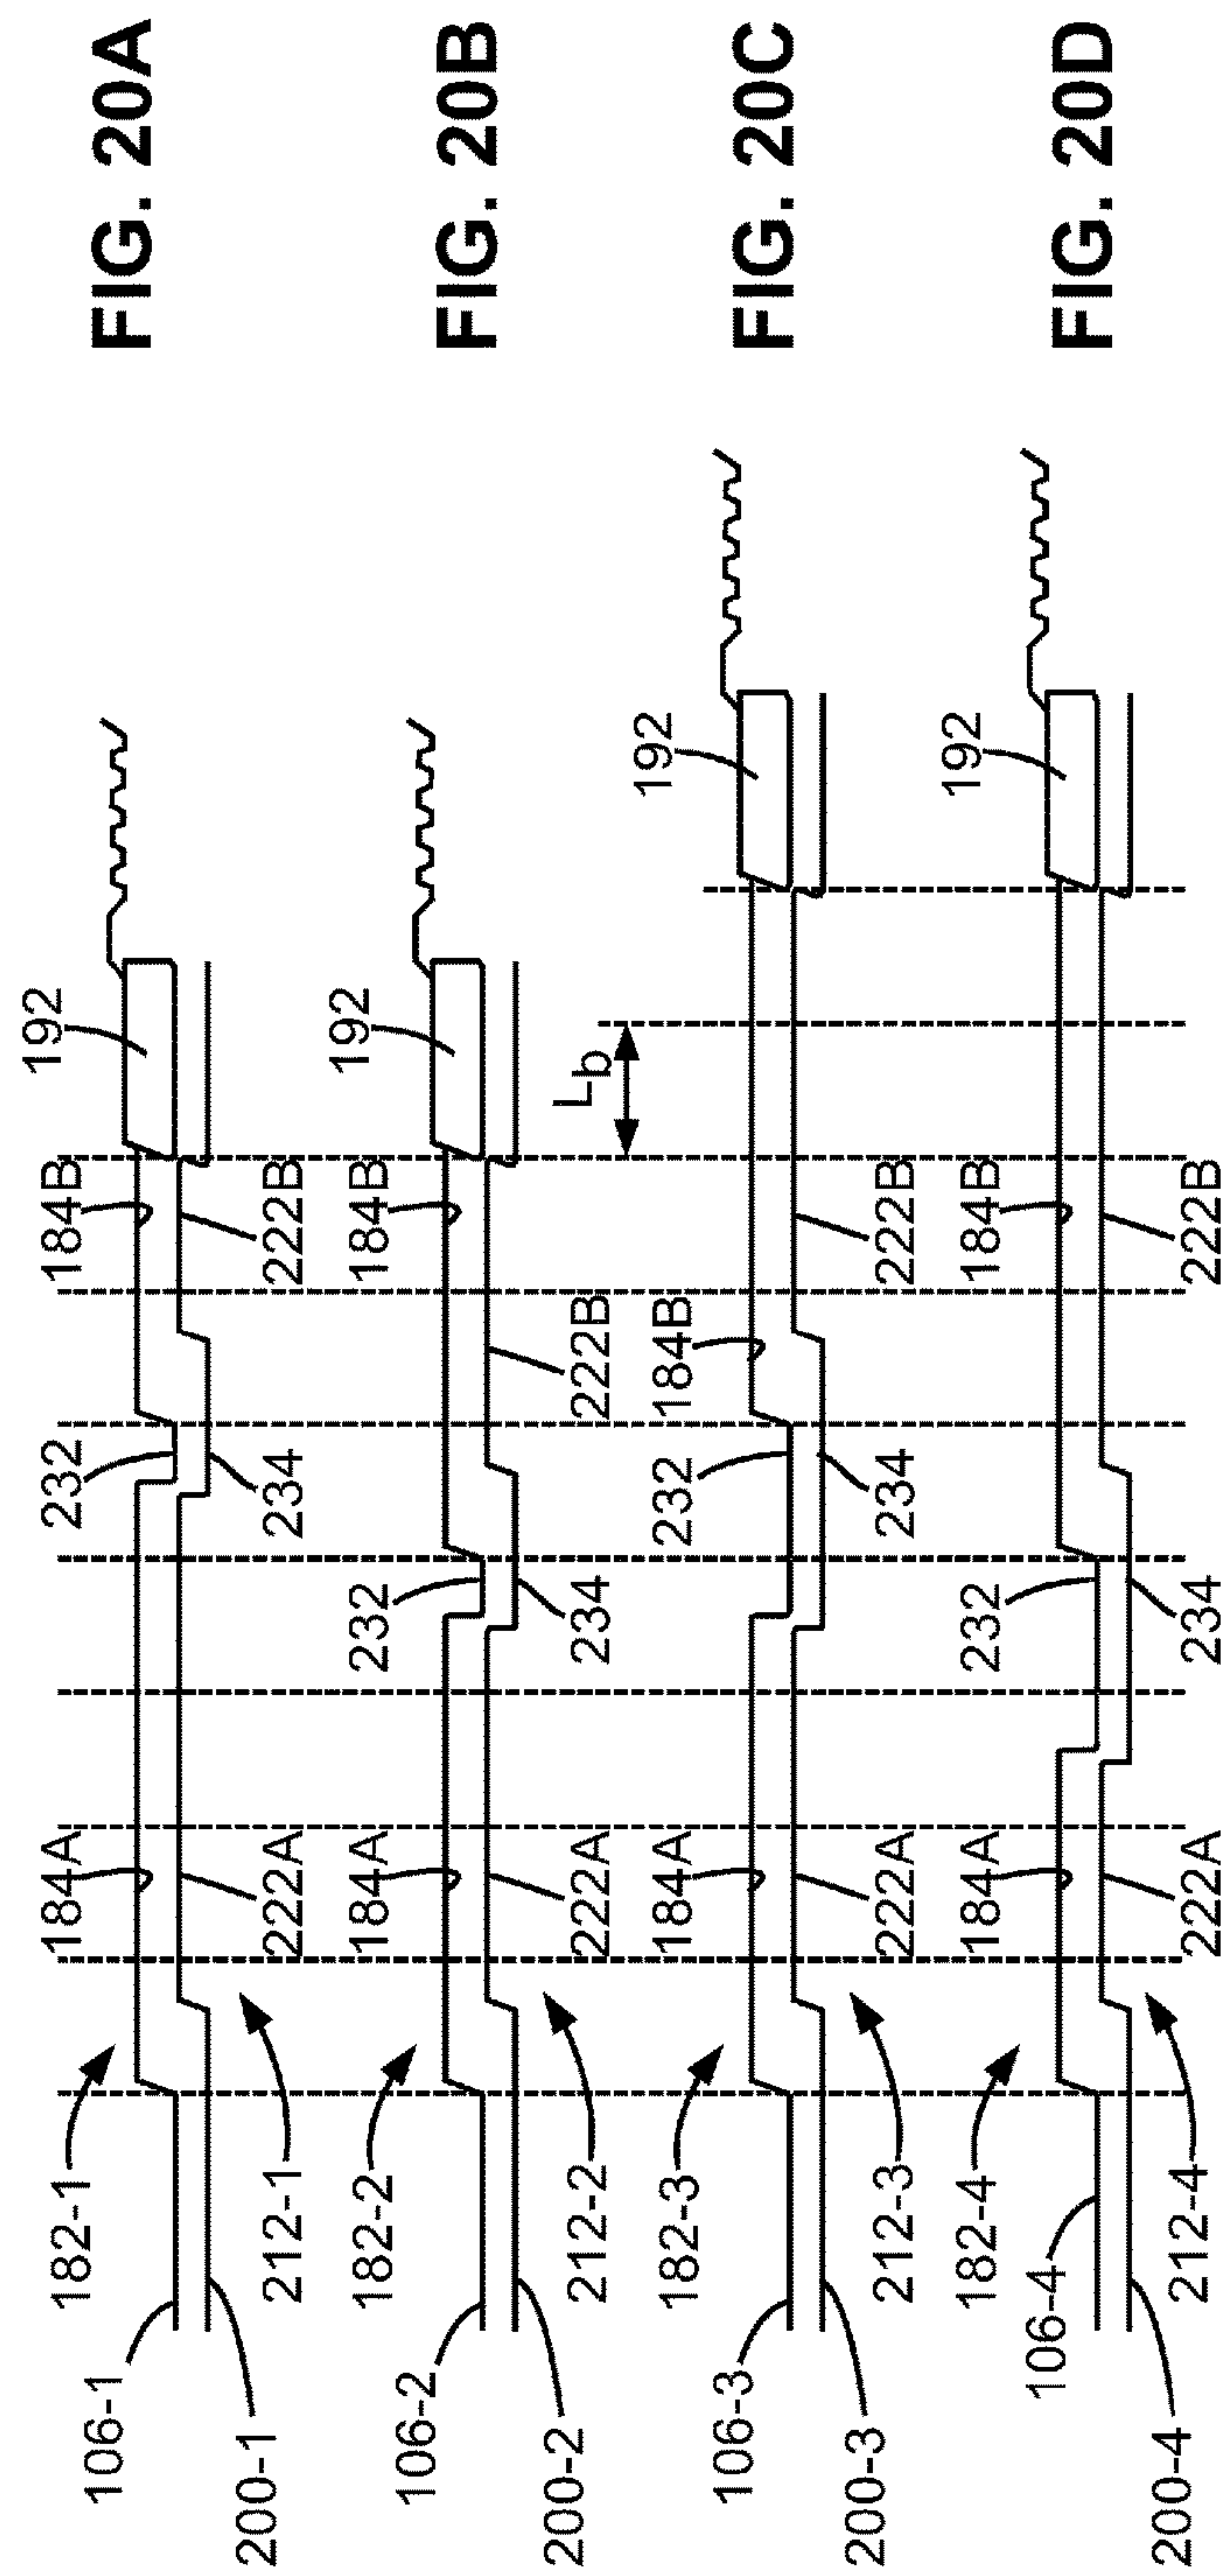 FIG. 20A
192
184B
222B
232
234
184A
222A
182-1
212-1
106-1
200-1
FIG. 20B
192
184B
222B
232
234
184A
222A
182-2
212-2
106-2
200-2
FIG. 20C
192
Lb
184B
222B
232
234
184A
222A
182-3
212-3
106-3
200-3
FIG. 20D
192
184B
222B
232
234
184A
222A
182-4
212-4
106-4
200-4